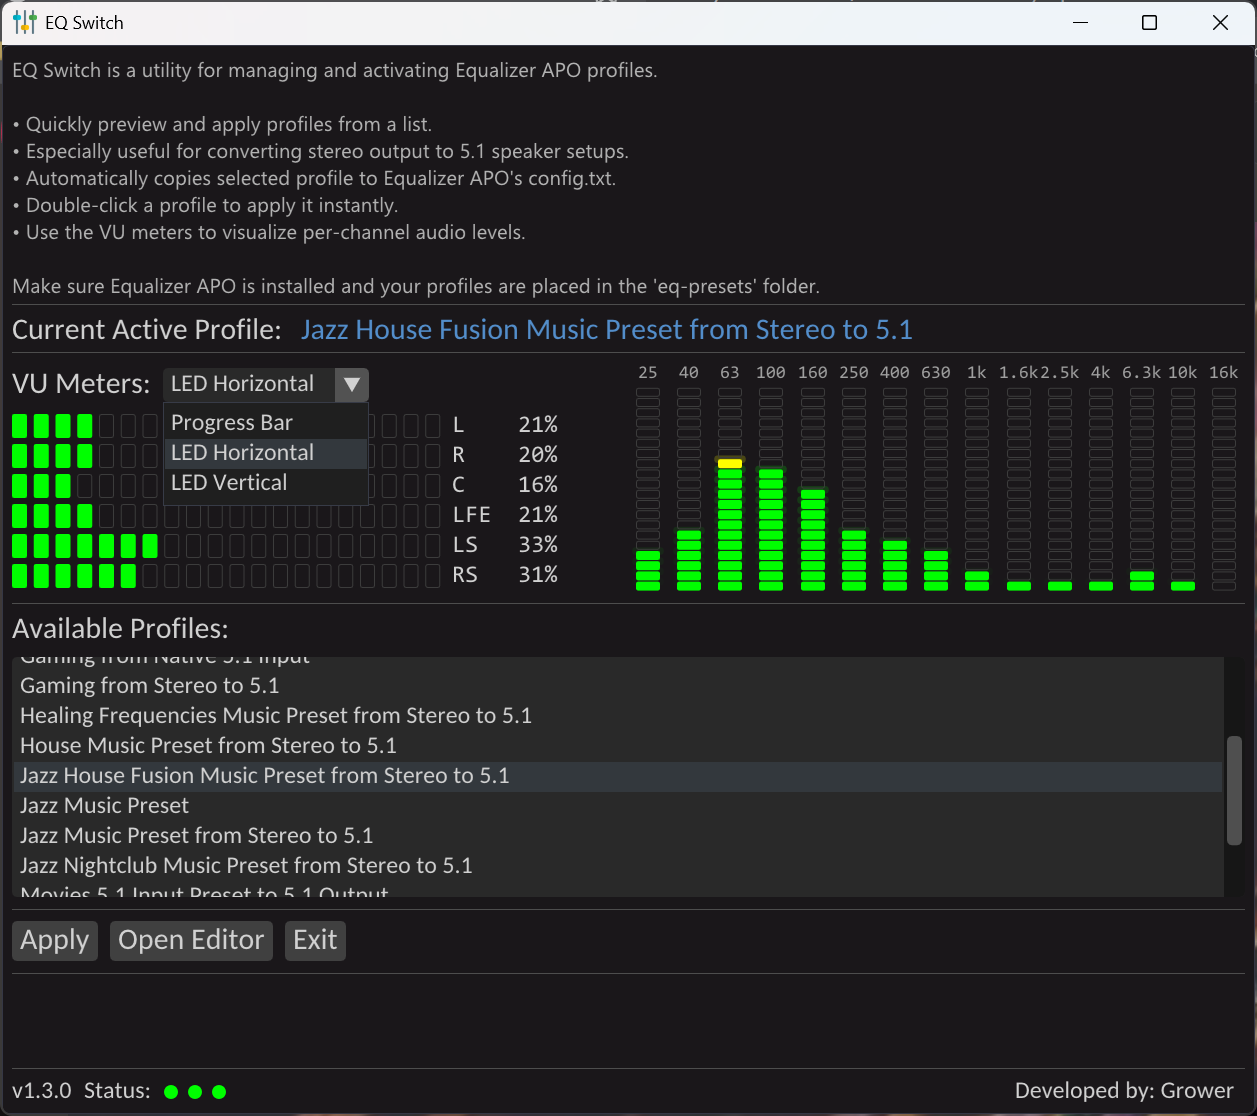 EQ Switch
EQ Switch is a utility for managing and activating Equalizer APO profiles.
• Quickly preview and apply profiles from a list.
• Especially useful for converting stereo output to 5.1 speaker setups.
• Automatically copies selected profile to Equalizer APO's config.txt.
• Double-click a profile to apply it instantly.
• Use the VU meters to visualize per-channel audio levels.
Make sure Equalizer APO is installed and your profiles are placed in the 'eq-presets' folder.
Current Active Profile: Jazz House Fusion Music Preset from Stereo to 5.1
VU Meters: LED Horizontal
Progress Bar
LED Horizontal
LED Vertical
L 21%
R 20%
C 16%
LFE 21%
LS 33%
RS 31%
25 40 63 100 160 250 400 630 1k 1.6k 2.5k 4k 6.3k 10k 16k
Available Profiles:
Gaming from Native 5.1 Input
Gaming from Stereo to 5.1
Healing Frequencies Music Preset from Stereo to 5.1
House Music Preset from Stereo to 5.1
Jazz House Fusion Music Preset from Stereo to 5.1
Jazz Music Preset
Jazz Music Preset from Stereo to 5.1
Jazz Nightclub Music Preset from Stereo to 5.1
Movies 5.1 Input Preset to 5.1 Output
Apply Open Editor Exit
v1.3.0 Status:
Developed by: Grower